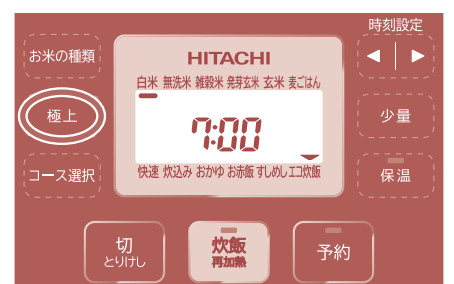 時刻設定
お米の種類
HITACHI
白米 無洗米 雑穀米 発芽玄米 玄米 麦ごはん
極上
7:00
少量
コース選択
快速 炊込み おかゆ お赤飯 すしめし エコ炊飯
保温
切
とりけし
炊飯
再加熱
予約